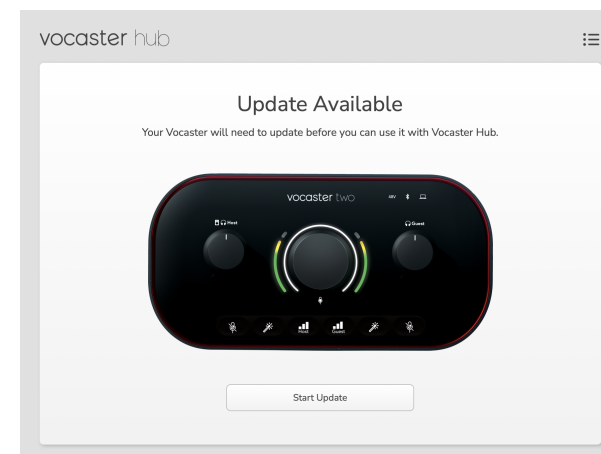 vocaster hub
Update Available
Your Vocaster will need to update before you can use it with Vocaster Hub.
vocaster two
48V
Host
Guest
Host
Guest
Start Update